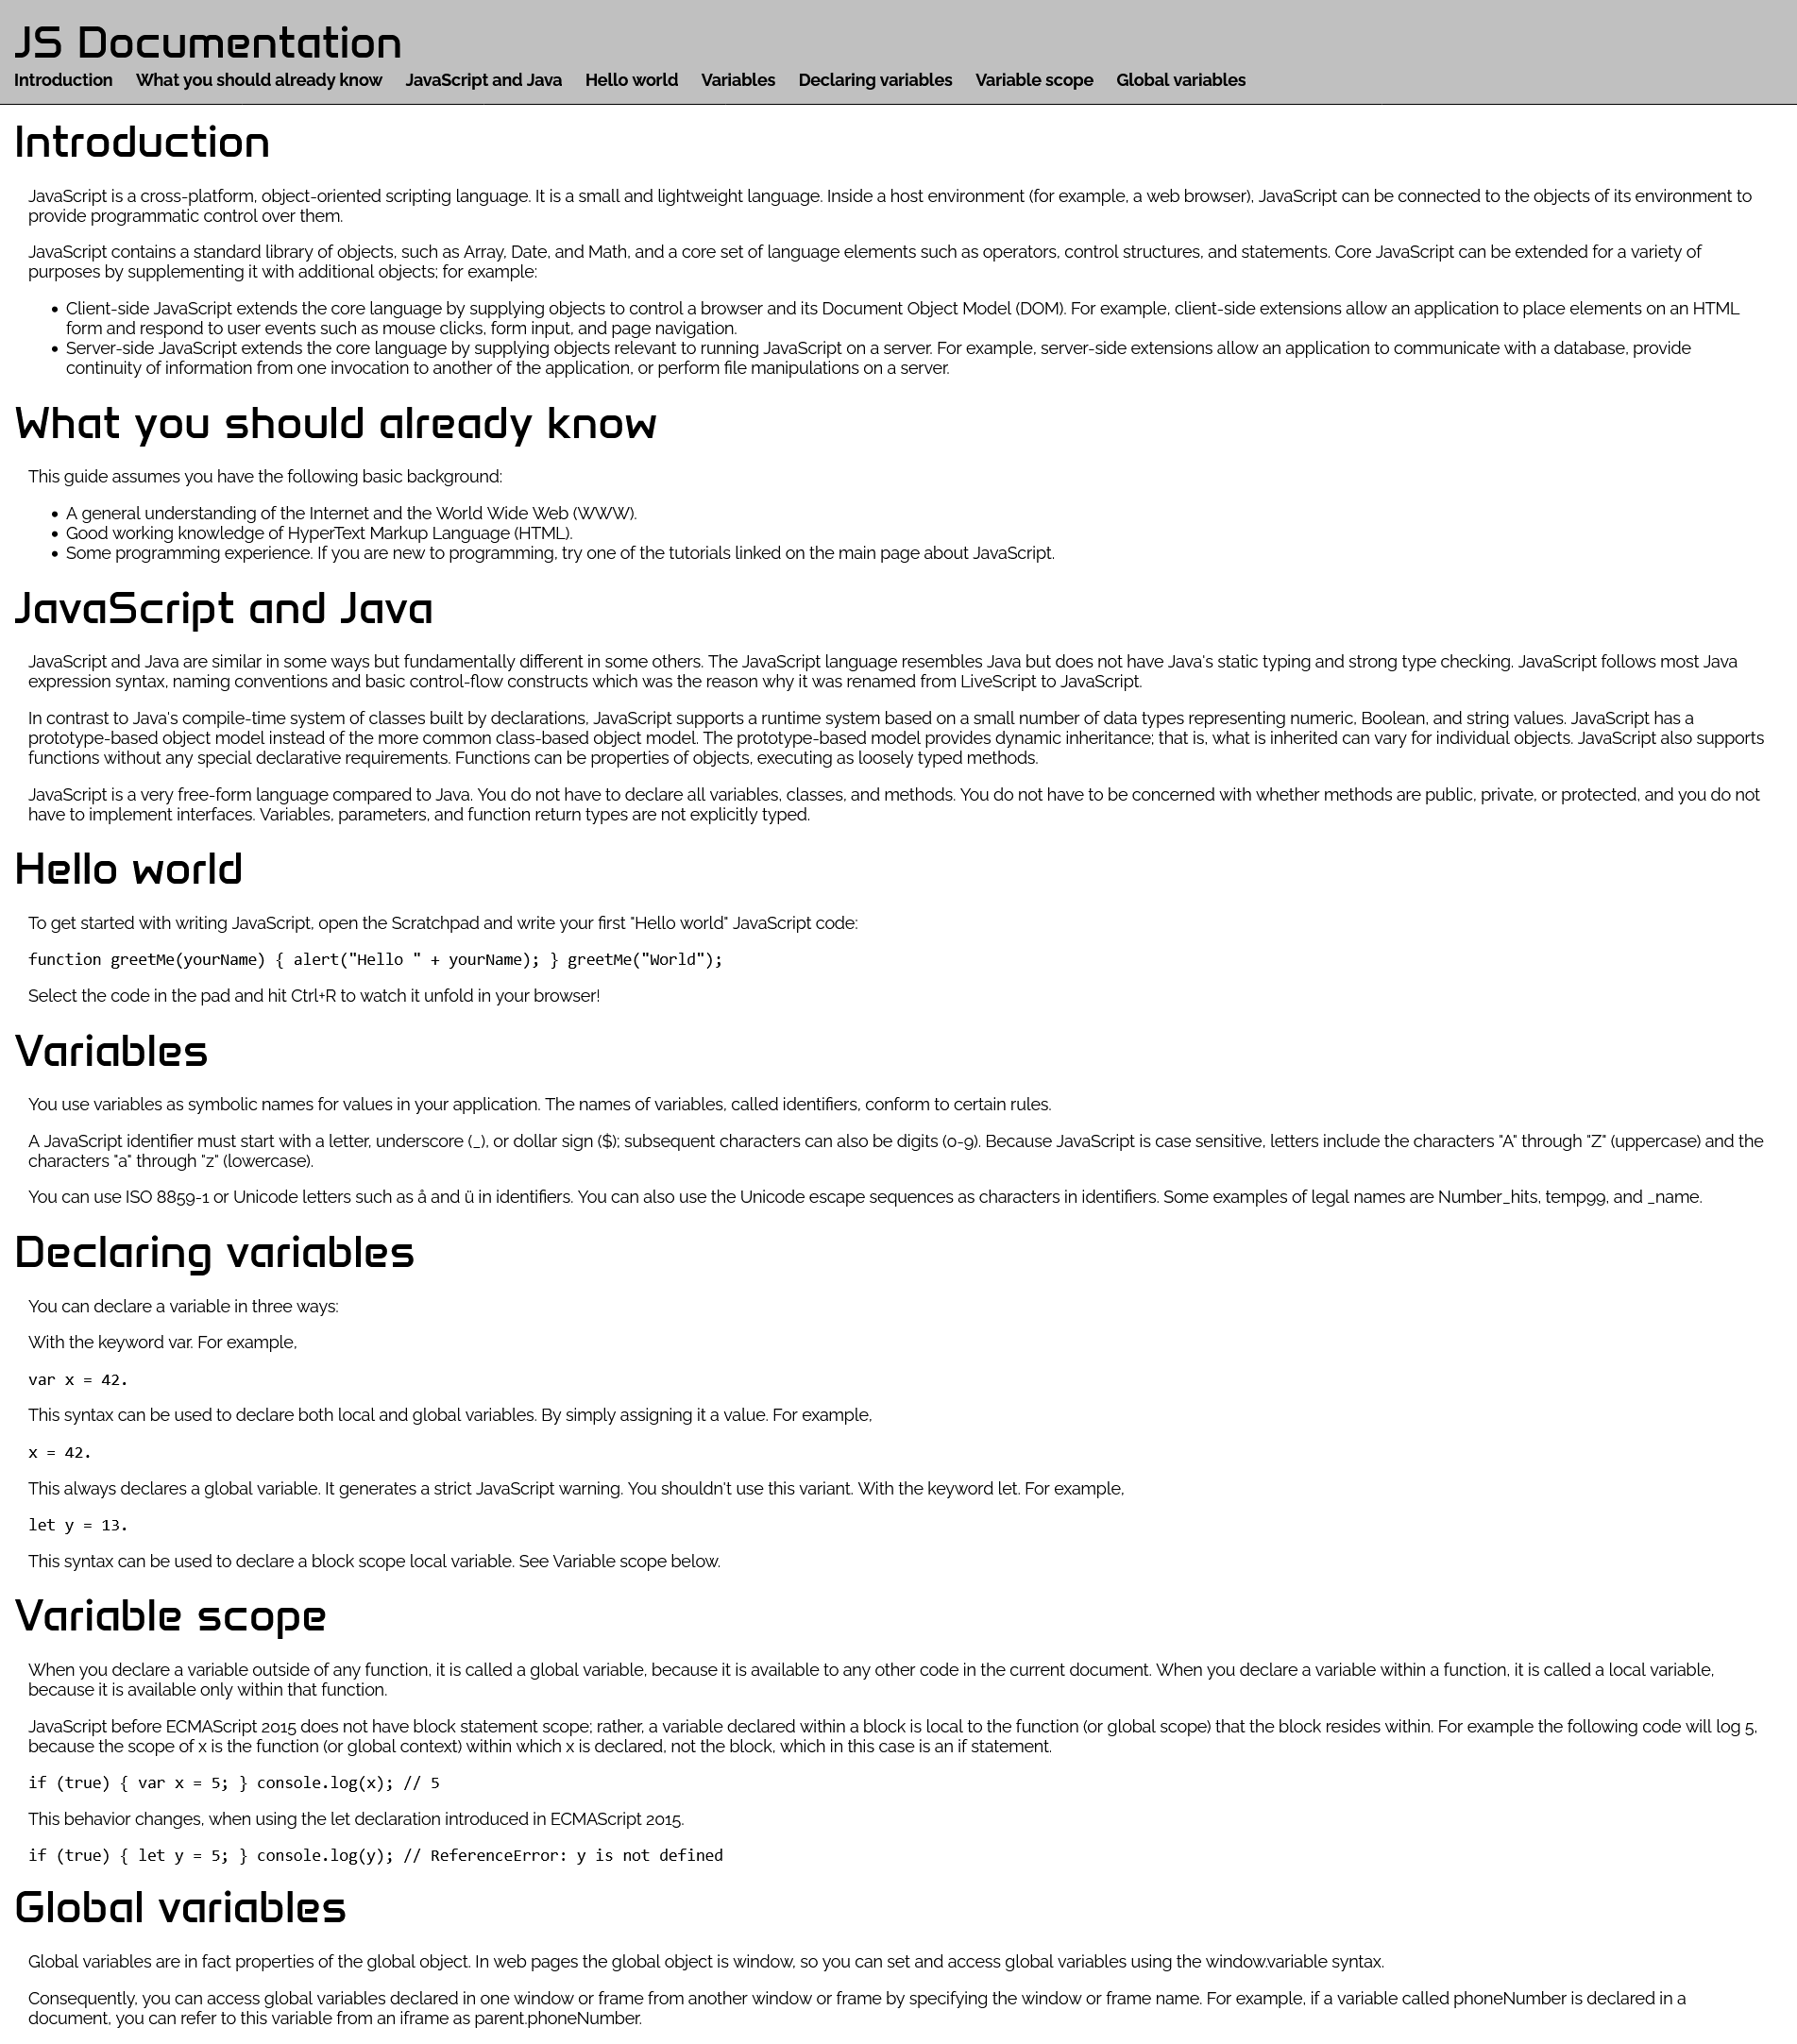 JS Documentation
Introduction What you should already know JavaScript and Java Hello world Variables Declaring variables Variable scope Global variables
Introduction
JavaScript is a cross-platform, object-oriented scripting language. It is a small and lightweight language. Inside a host environment (for example, a web browser), JavaScript can be connected to the objects of its environment to
provide programmatic control over them.
JavaScript contains a standard library of objects, such as Array, Date, and Math, and a core set of language elements such as operators, control structures, and statements. Core JavaScript can be extended for a variety of
purposes by supplementing it with additional objects; for example:
• Client-side JavaScript extends the core language by supplying objects to control a browser and its Document Object Model (DOM). For example, client-side extensions allow an application to place elements on an HTML
form and respond to user events such as mouse clicks, form input, and page navigation.
• Server-side JavaScript extends the core language by supplying objects relevant to running JavaScript on a server. For example, server-side extensions allow an application to communicate with a database, provide
continuity of information from one invocation to another of the application, or perform file manipulations on a server.
What you should already know
This guide assumes you have the following basic background:
• A general understanding of the Internet and the World Wide Web (WWW).
• Good working knowledge of HyperText Markup Language (HTML).
• Some programming experience. If you are new to programming, try one of the tutorials linked on the main page about JavaScript.
JavaScript and Java
JavaScript and Java are similar in some ways but fundamentally different in some others. The JavaScript language resembles Java but does not have Java's static typing and strong type checking. JavaScript follows most Java
expression syntax, naming conventions and basic control-flow constructs which was the reason why it was renamed from LiveScript to JavaScript.
In contrast to Java's compile-time system of classes built by declarations, JavaScript supports a runtime system based on a small number of data types representing numeric, Boolean, and string values. JavaScript has a
prototype-based object model instead of the more common class-based object model. The prototype-based model provides dynamic inheritance; that is, what is inherited can vary for individual objects. JavaScript also supports
functions without any special declarative requirements. Functions can be properties of objects, executing as loosely typed methods.
JavaScript is a very free-form language compared to Java. You do not have to declare all variables, classes, and methods. You do not have to be concerned with whether methods are public, private, or protected, and you do not
have to implement interfaces. Variables, parameters, and function return types are not explicitly typed.
Hello world
To get started with writing JavaScript, open the Scratchpad and write your first "Hello world" JavaScript code:
function greetMe(yourName) { alert("Hello " + yourName); } greetMe("World");
Select the code in the pad and hit Ctrl+R to watch it unfold in your browser!
Variables
You use variables as symbolic names for values in your application. The names of variables, called identifiers, conform to certain rules.
A JavaScript identifier must start with a letter, underscore (_), or dollar sign ($); subsequent characters can also be digits (0-9). Because JavaScript is case sensitive, letters include the characters "A" through "Z" (uppercase) and the
characters "a" through "z" (lowercase).
You can use ISO 8859-1 or Unicode letters such as å and ü in identifiers. You can also use the Unicode escape sequences as characters in identifiers. Some examples of legal names are Number_hits, temp99, and _name.
Declaring variables
You can declare a variable in three ways:
With the keyword var. For example,
var x = 42.
This syntax can be used to declare both local and global variables. By simply assigning it a value. For example,
x = 42.
This always declares a global variable. It generates a strict JavaScript warning. You shouldn't use this variant. With the keyword let. For example,
let y = 13.
This syntax can be used to declare a block scope local variable. See Variable scope below.
Variable scope
When you declare a variable outside of any function, it is called a global variable, because it is available to any other code in the current document. When you declare a variable within a function, it is called a local variable,
because it is available only within that function.
JavaScript before ECMAScript 2015 does not have block statement scope; rather, a variable declared within a block is local to the function (or global scope) that the block resides within. For example the following code will log 5,
because the scope of x is the function (or global context) within which x is declared, not the block, which in this case is an if statement.
if (true) { var x = 5; } console.log(x); // 5
This behavior changes, when using the let declaration introduced in ECMAScript 2015.
if (true) { let y = 5; } console.log(y); // ReferenceError: y is not defined
Global variables
Global variables are in fact properties of the global object. In web pages the global object is window, so you can set and access global variables using the window.variable syntax.
Consequently, you can access global variables declared in one window or frame from another window or frame by specifying the window or frame name. For example, if a variable called phoneNumber is declared in a
document, you can refer to this variable from an iframe as parent.phoneNumber.